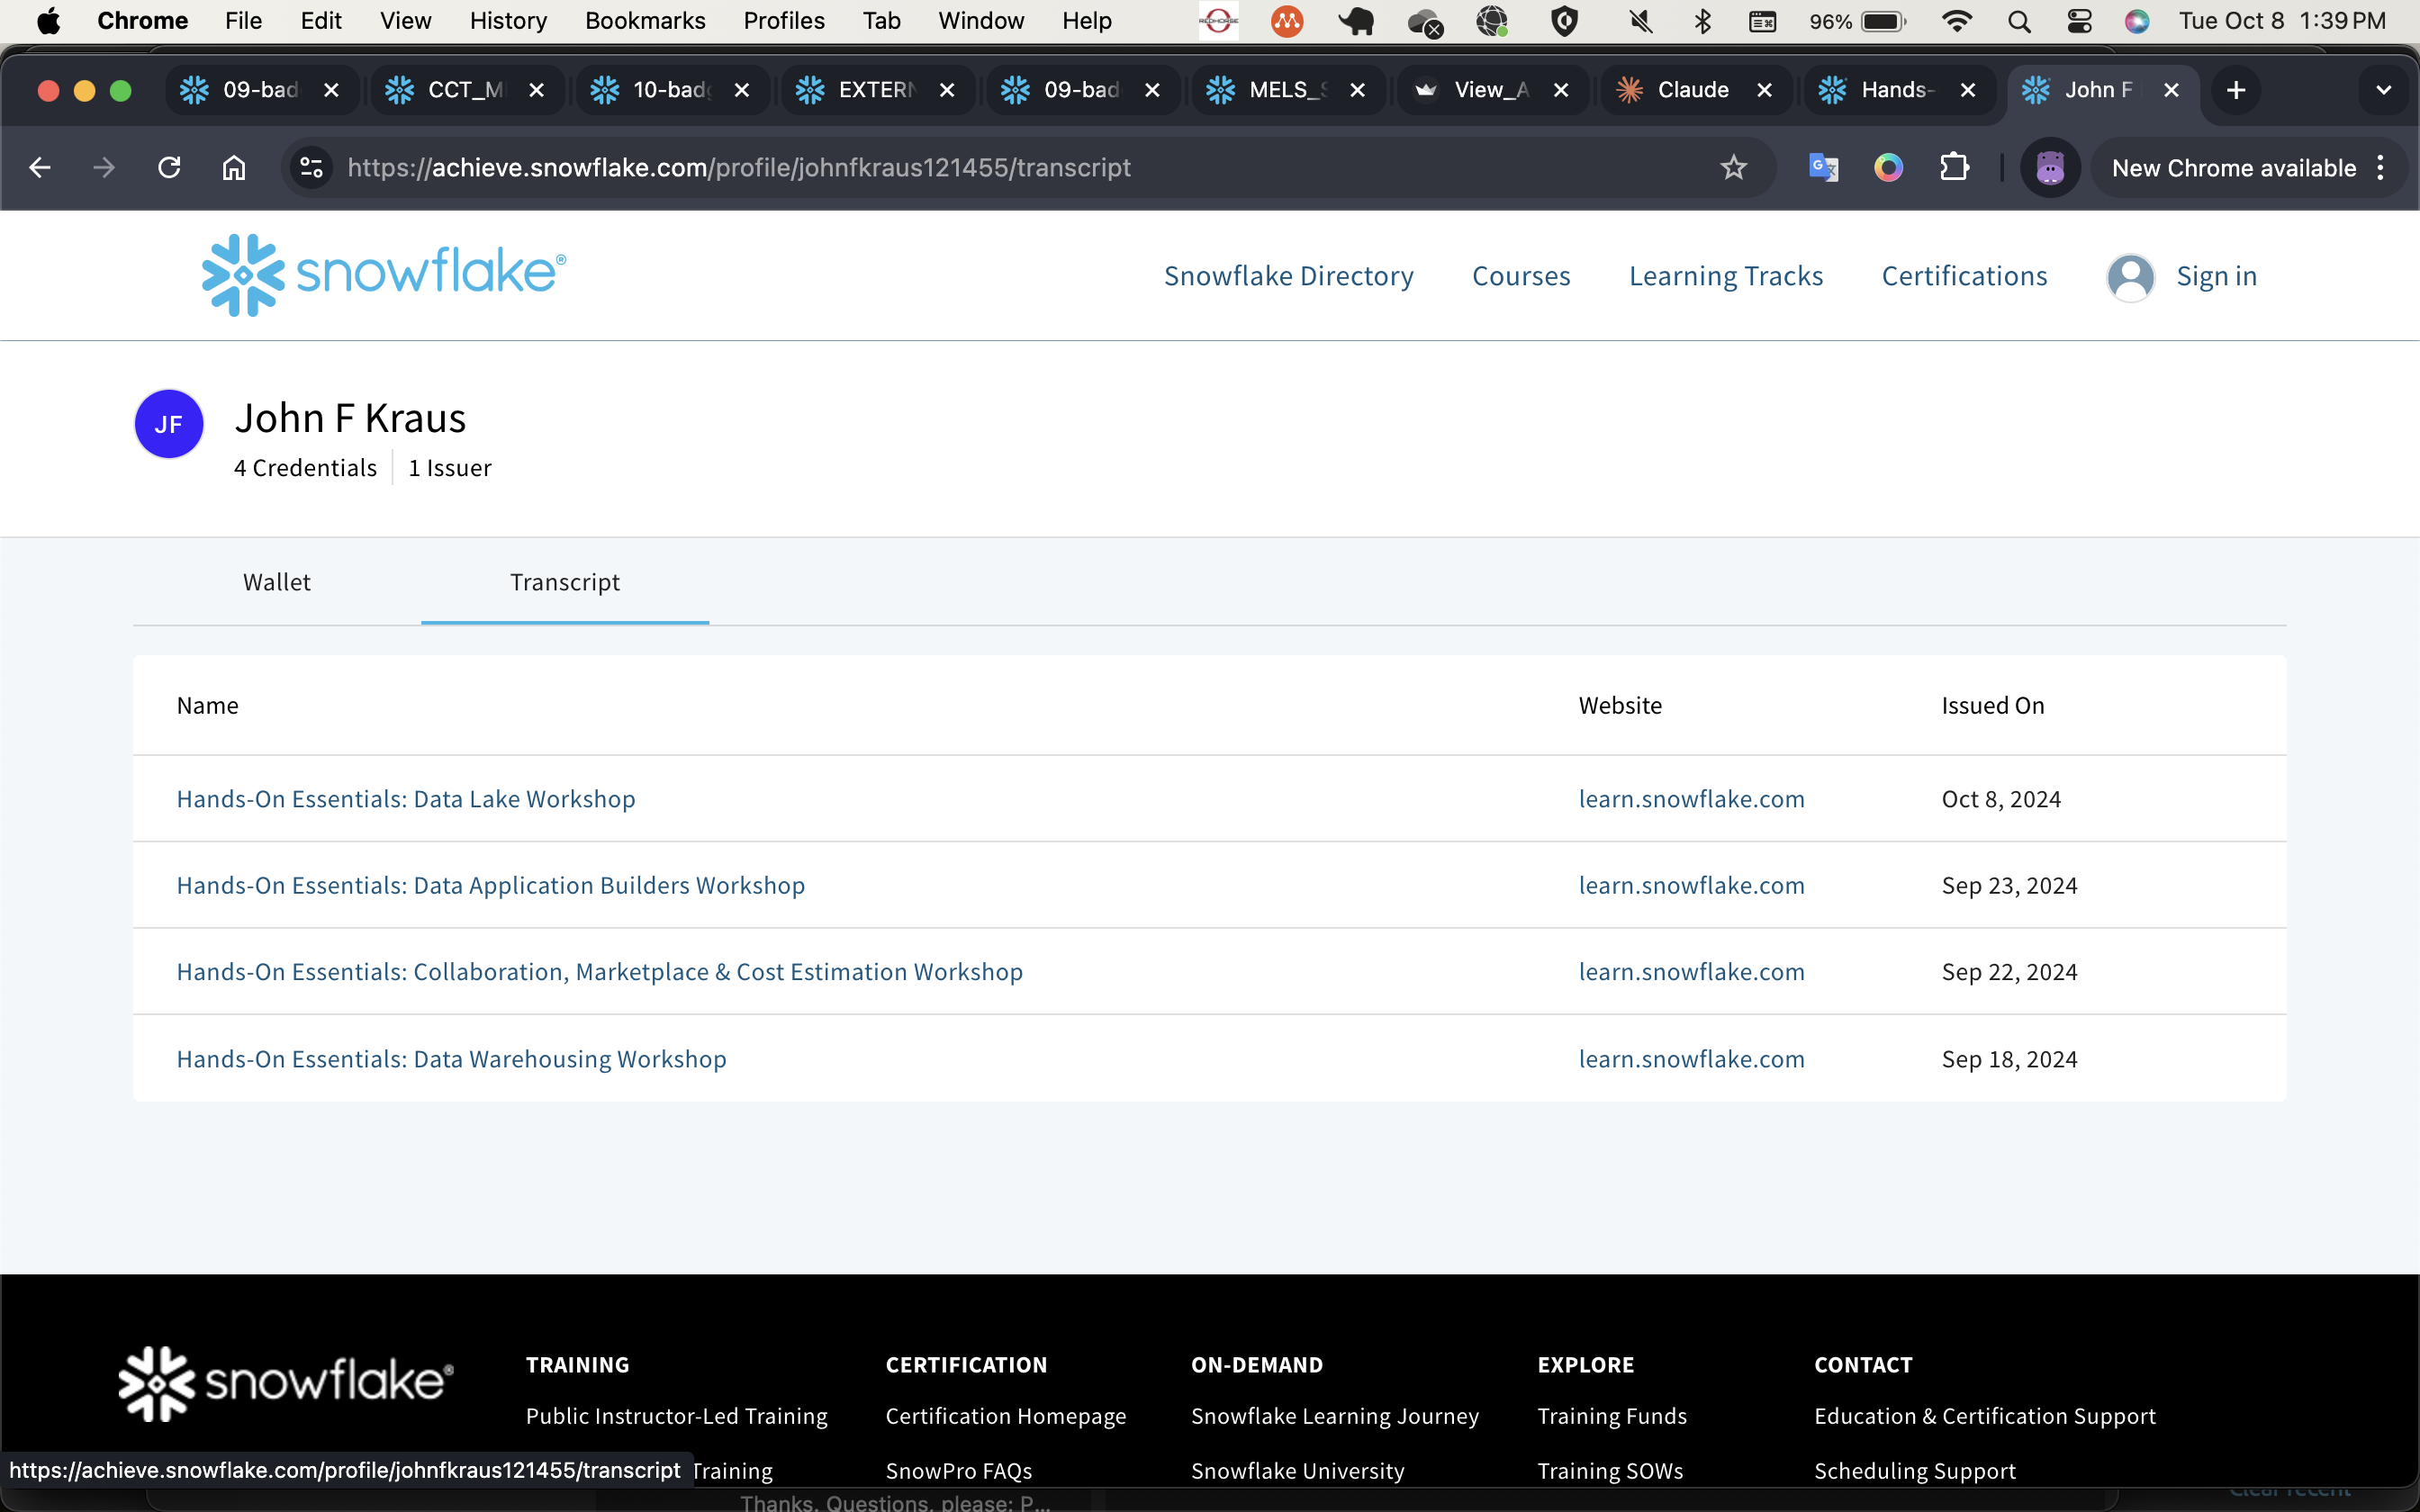 Chrome File Edit View History Bookmarks Profiles Tab Window Help REDHORSE 96% Tue Oct 8 1:39 PM
09-bad CCT_M 10-bad EXTERN 09-bad MELS_S View_A Claude Hands- John F
https://achieve.snowflake.com/profile/johnfkraus121455/transcript New Chrome available
snowflake® Snowflake Directory Courses Learning Tracks Certifications Sign in
JF John F Kraus
4 Credentials 1 Issuer
Wallet Transcript
Name Website Issued On
Hands-On Essentials: Data Lake Workshop learn.snowflake.com Oct 8, 2024
Hands-On Essentials: Data Application Builders Workshop learn.snowflake.com Sep 23, 2024
Hands-On Essentials: Collaboration, Marketplace & Cost Estimation Workshop learn.snowflake.com Sep 22, 2024
Hands-On Essentials: Data Warehousing Workshop learn.snowflake.com Sep 18, 2024
snowflake® TRAINING CERTIFICATION ON-DEMAND EXPLORE CONTACT
Public Instructor-Led Training Certification Homepage Snowflake Learning Journey Training Funds Education & Certification Support
https://achieve.snowflake.com/profile/johnfkraus121455/transcript Training SnowPro FAQs Snowflake University Training SOWs Scheduling Support
Thanks. Questions, please: P... Clear recent